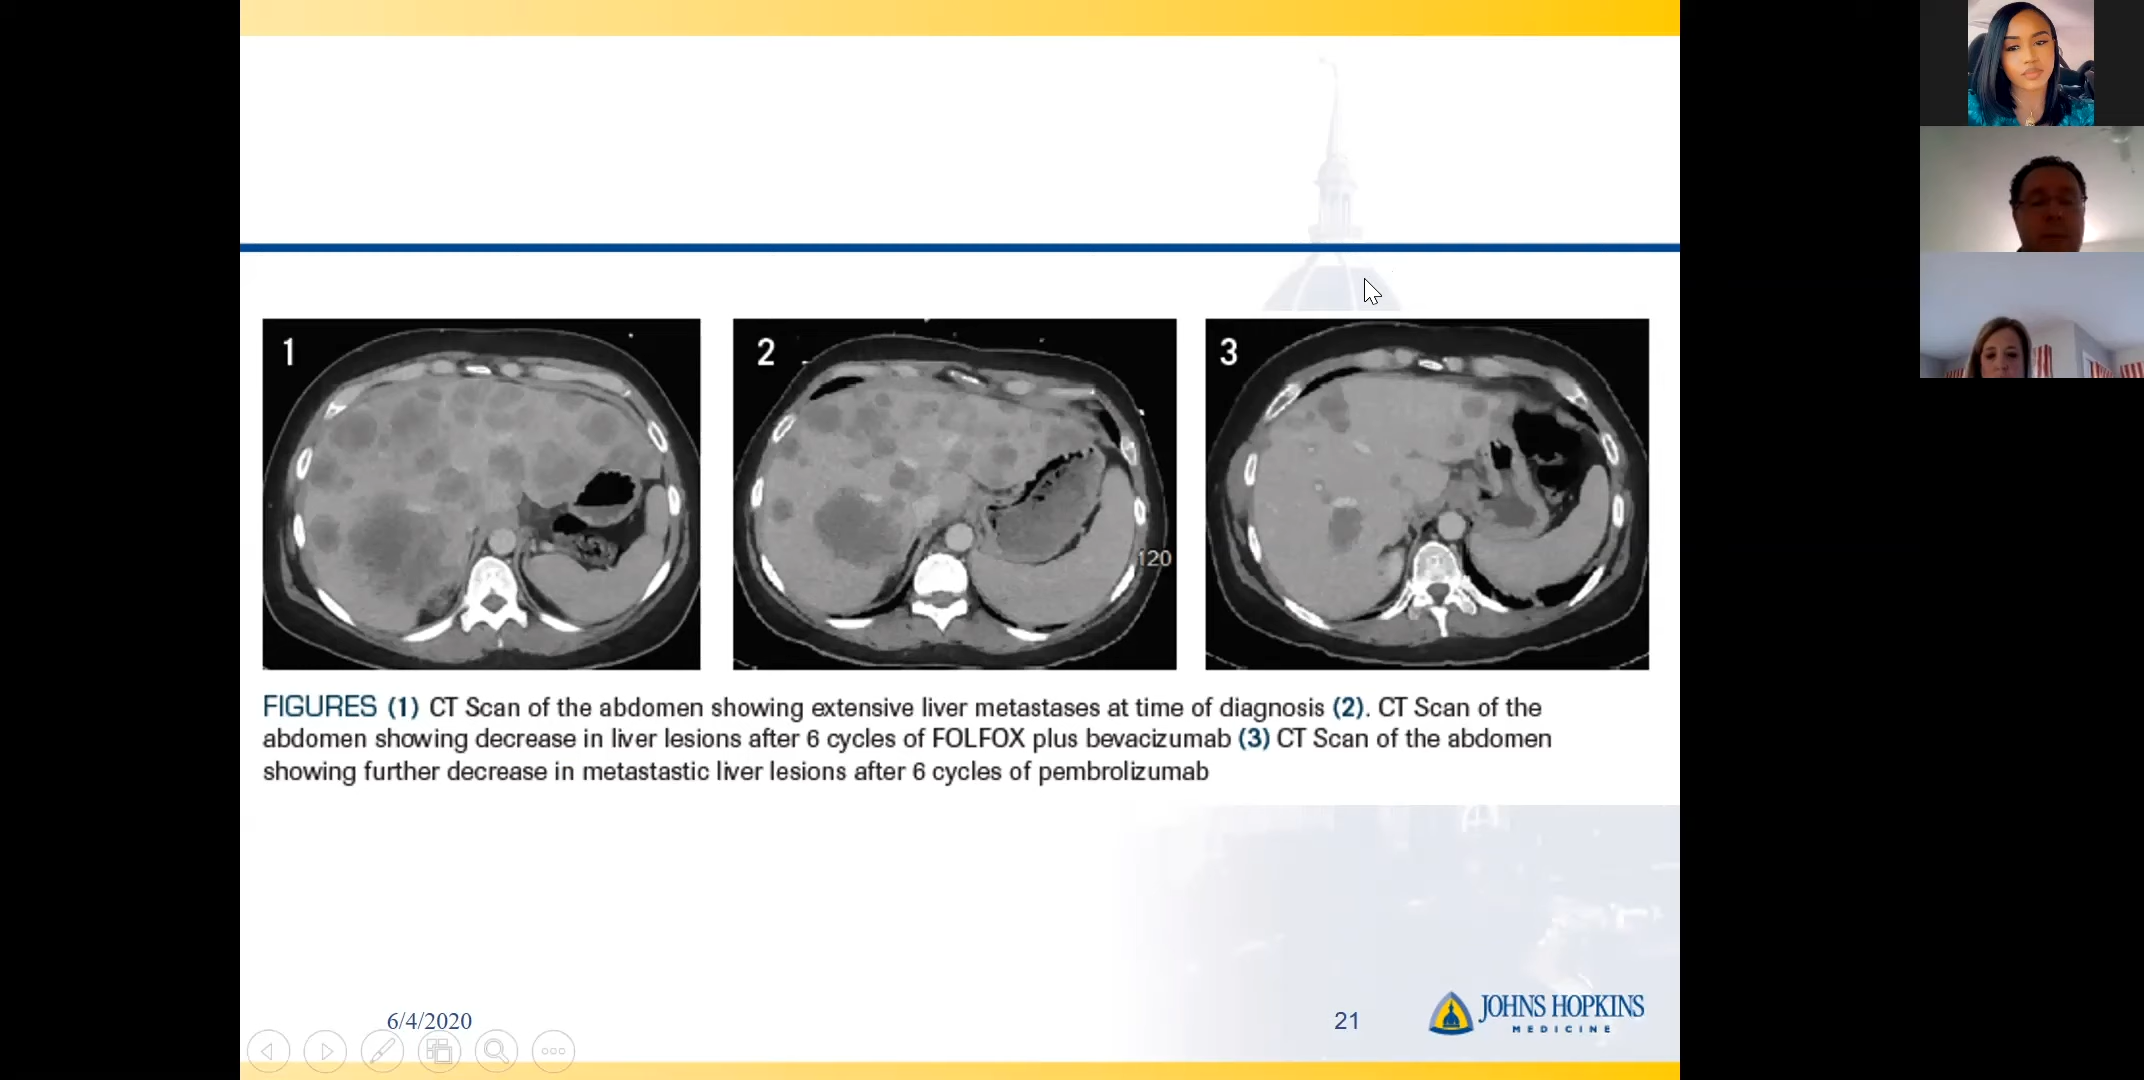 1
2
3
120
FIGURES (1) CT Scan of the abdomen showing extensive liver metastases at time of diagnosis (2). CT Scan of the
abdomen showing decrease in liver lesions after 6 cycles of FOLFOX plus bevacizumab (3) CT Scan of the abdomen
showing further decrease in metastastic liver lesions after 6 cycles of pembrolizumab
6/4/2020
21
JOHNS HOPKINS
MEDICINE